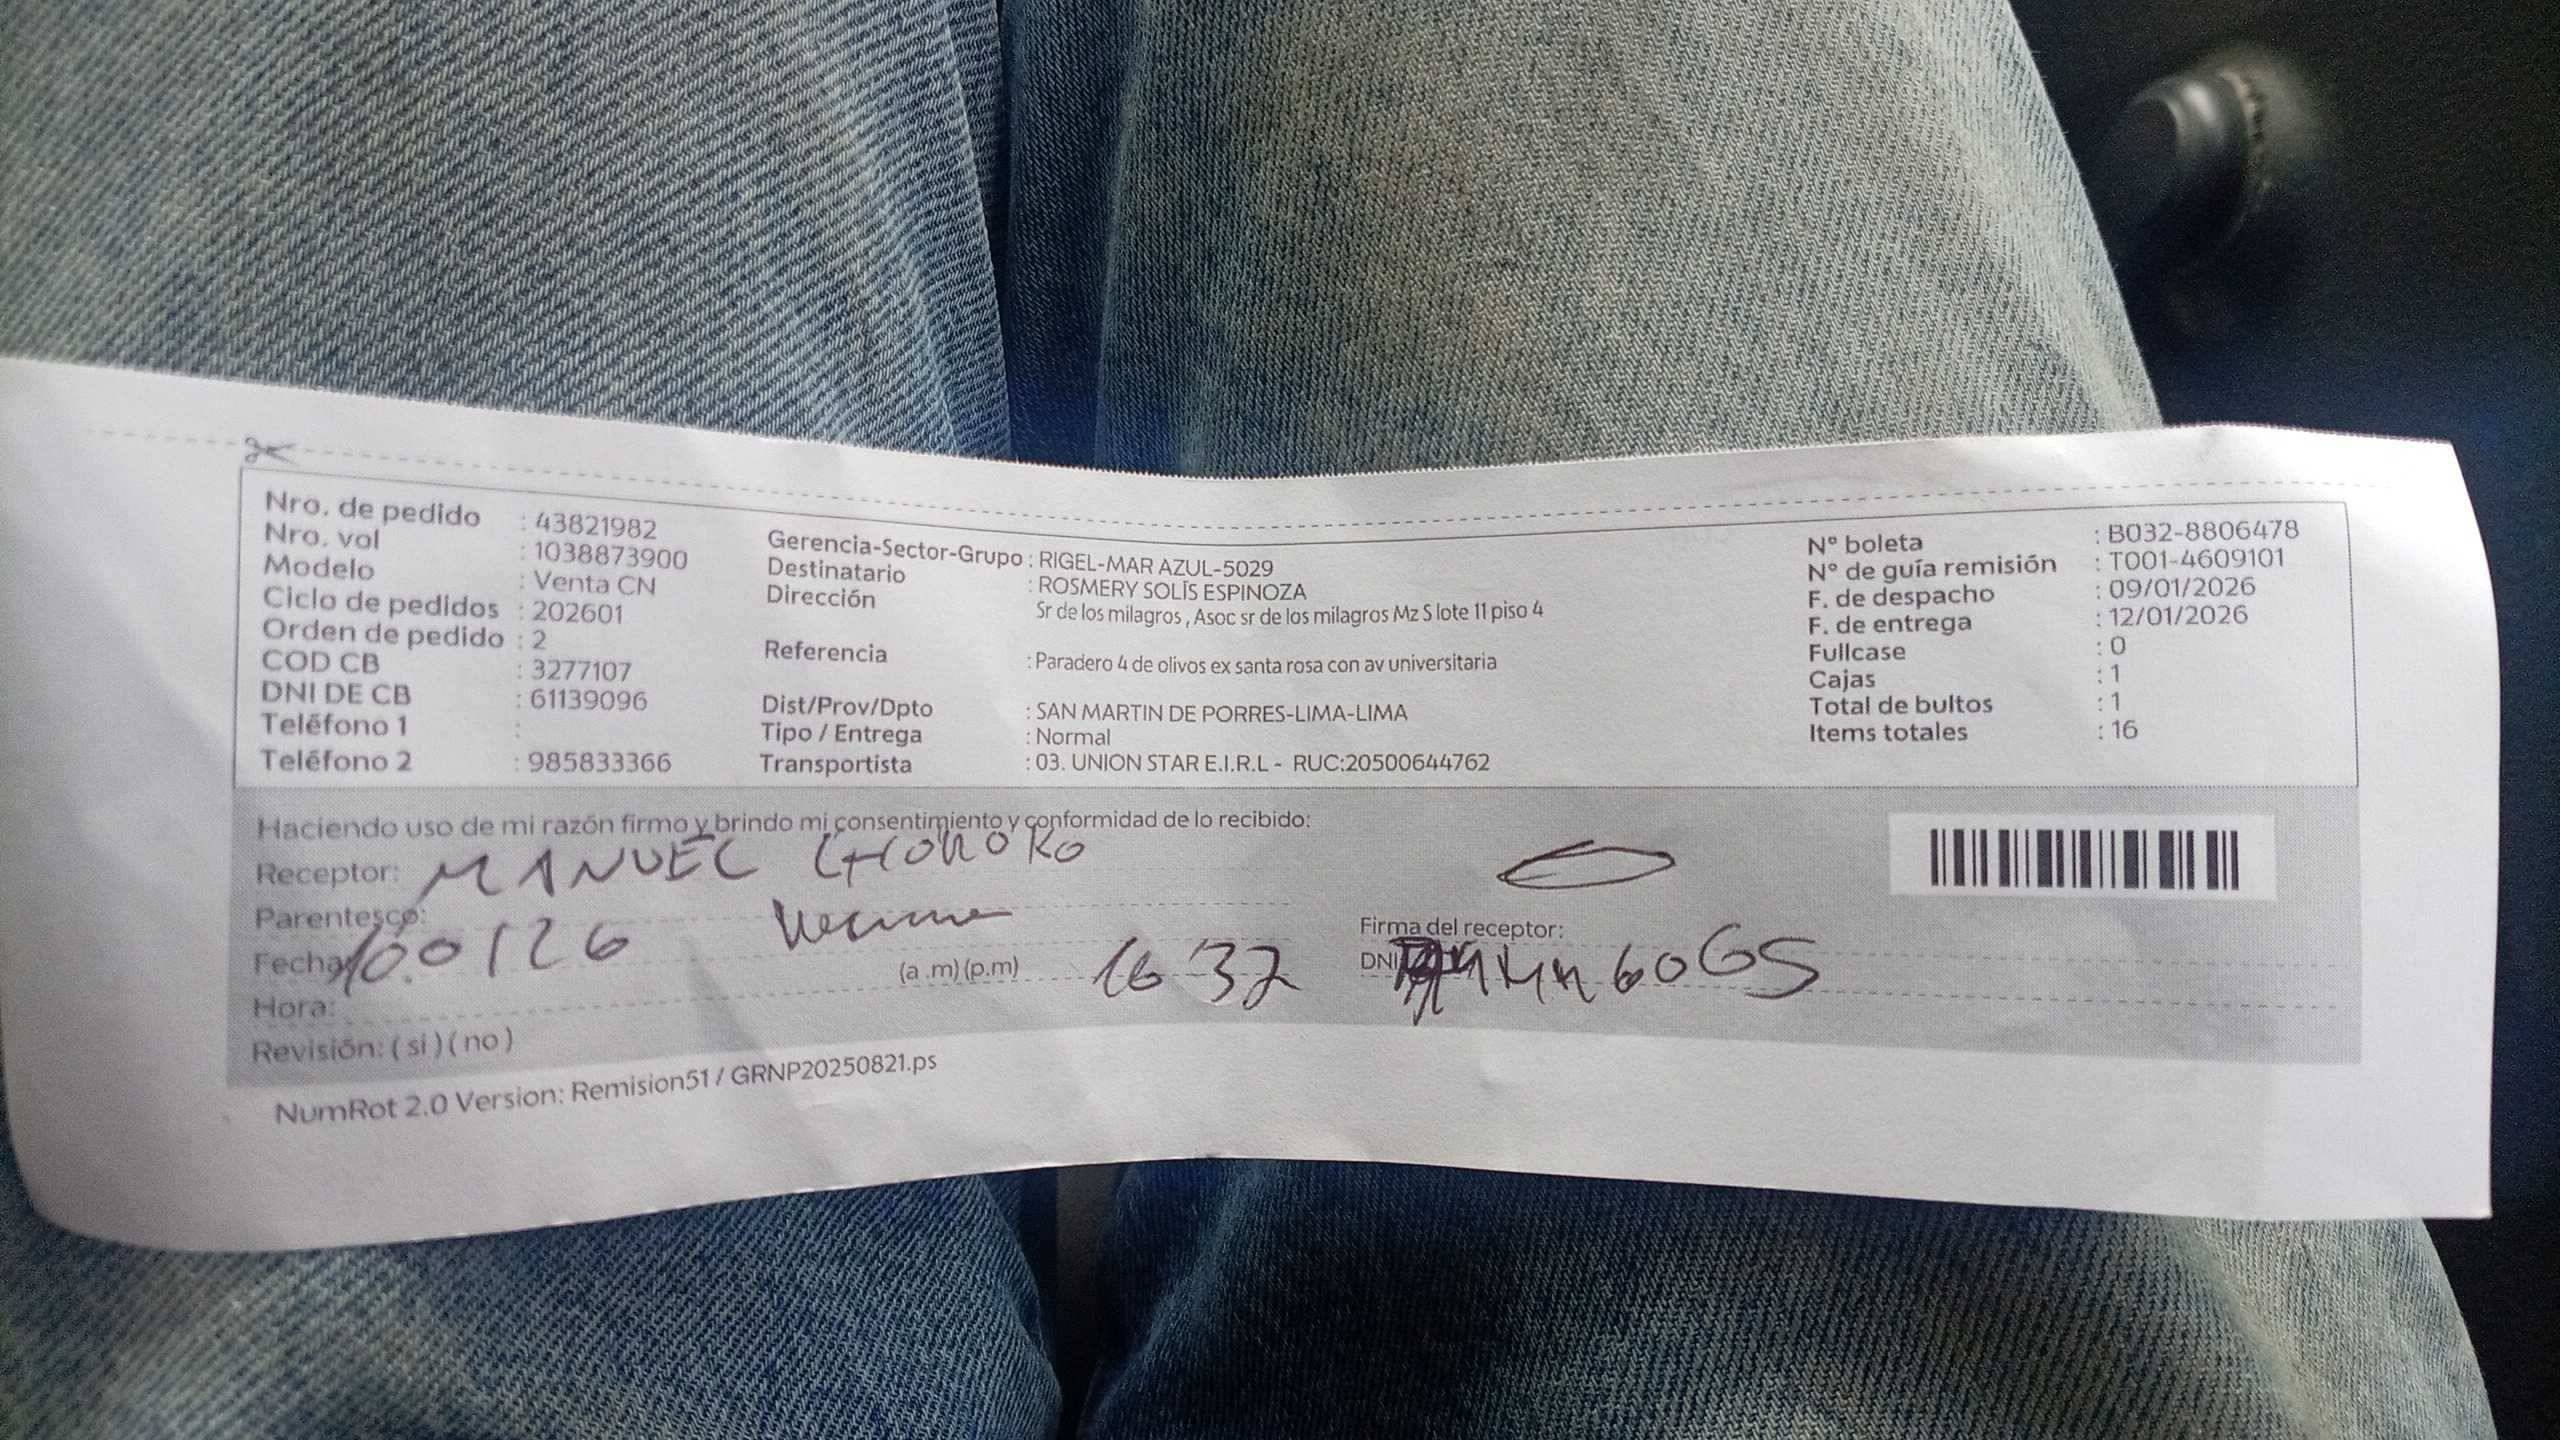 Nro. de pedido : 43821982
Nro. vol : 1038873900
Modelo : Venta CN
Ciclo de pedidos : 202601
Orden de pedido : 2
COD CB : 3277107
DNI DE CB : 61139096
Teléfono 1 :
Teléfono 2 : 985833366
Gerencia-Sector-Grupo : RIGEL-MAR AZUL-5029
Destinatario : ROSMERY SOLÍS ESPINOZA
Dirección : Sr de los milagros , Asoc sr de los milagros Mz S lote 11 piso 4
Referencia : Paradero 4 de olivos ex santa rosa con av universitaria
Dist/Prov/Dpto : SAN MARTIN DE PORRES-LIMA-LIMA
Tipo / Entrega : Normal
Transportista : 03. UNION STAR E.I.R.L - RUC:20500644762
N° boleta : B032-8806478
N° de guía remisión : T001-4609101
F. de despacho : 09/01/2026
F. de entrega : 12/01/2026
Fullcase : 0
Cajas : 1
Total de bultos : 1
Items totales : 16
Haciendo uso de mi razón firmo y brindo mi consentimiento y conformidad de lo recibido:
Receptor: MANUEL
Parentesco:
Fecha: 10.0126
Hora: (a .m) (p.m) 16 32
Revisión: ( si ) ( no )
Firma del receptor:
DNI 6065
NumRot 2.0 Version: Remision51 / GRNP20250821.ps